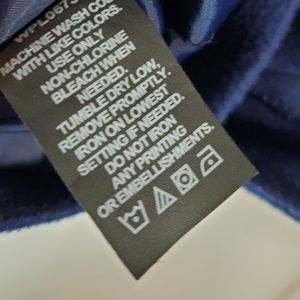 MACHINE WASH COLD
WITH LIKE COLORS.
USE ONLY
NON-CHLORINE
BLEACH WHEN
NEEDED.
TUMBLE DRY LOW,
REMOVE PROMPTLY.
IRON ON LOWEST
SETTING IF NEEDED.
DO NOT IRON
ANY PRINTING
OR EMBELLISHMENTS.